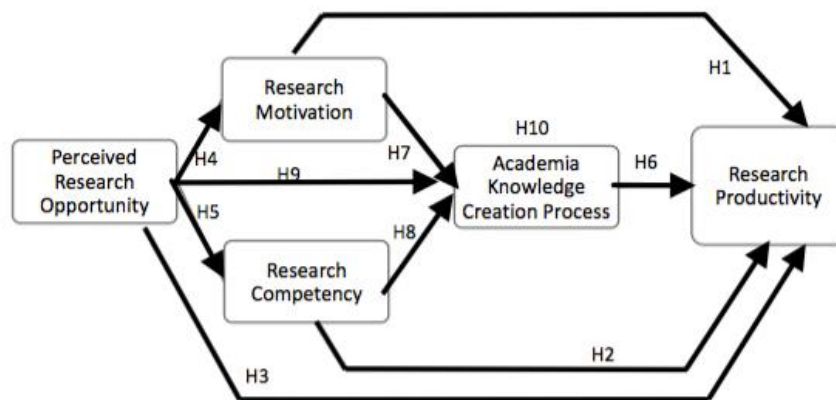 H1
Research
Motivation
H10
Perceived
Research
Opportunity
H4
H7
H9
Academia
Knowledge
Creation Process
H6
Research
Productivity
H5
H8
Research
Competency
H2
H3